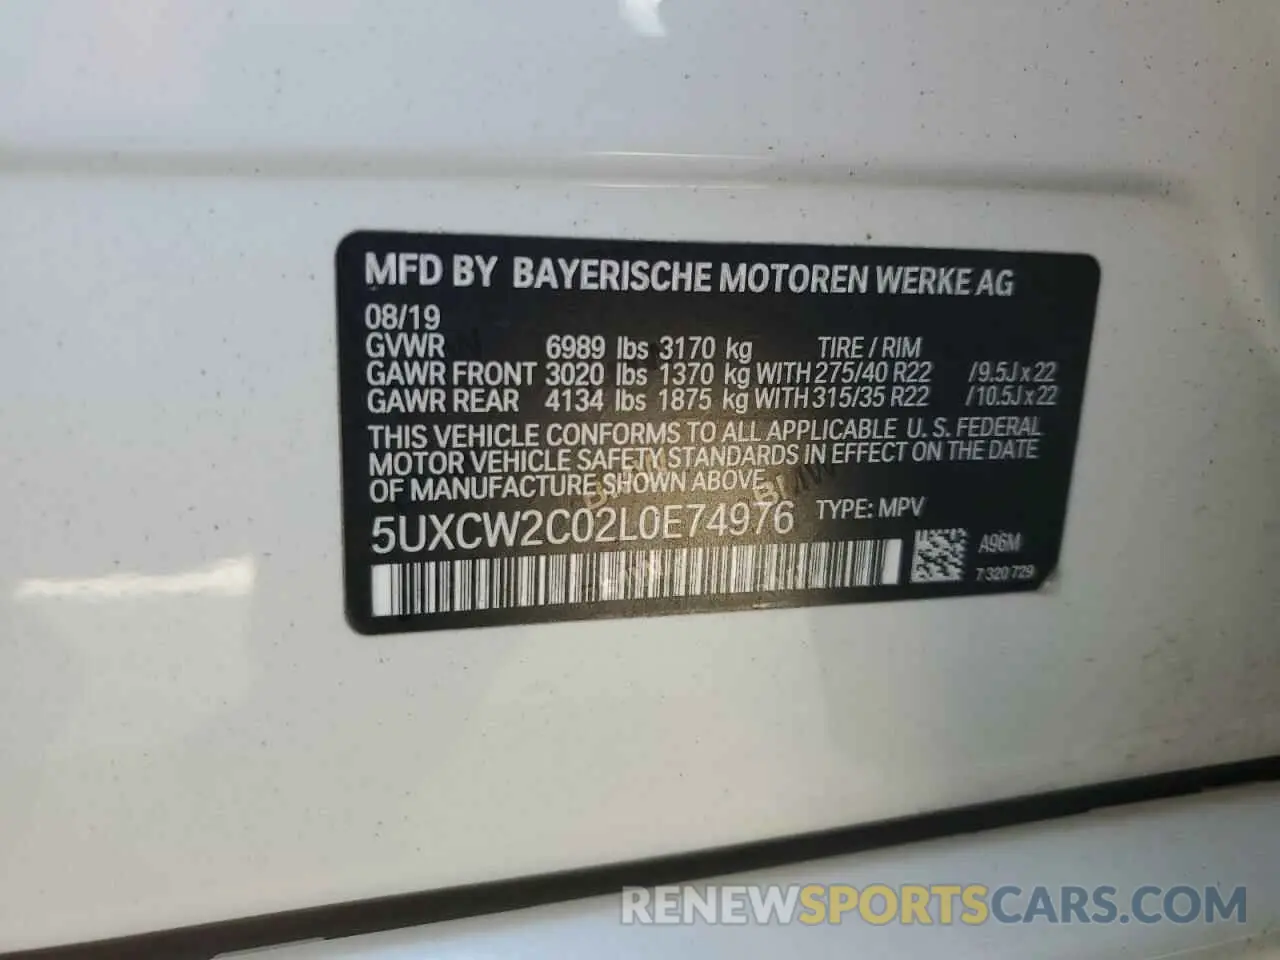 MFD BY BAYERISCHE MOTOREN WERKE AG
08/19
GVWR 6989 lbs 3170 kg TIRE / RIM
GAWR FRONT 3020 lbs 1370 kg WITH 275/40 R22 /9.5J x 22
GAWR REAR 4134 lbs 1875 kg WITH 315/35 R22 /10.5J x 22
THIS VEHICLE CONFORMS TO ALL APPLICABLE U. S. FEDERAL
MOTOR VEHICLE SAFETY STANDARDS IN EFFECT ON THE DATE
OF MANUFACTURE SHOWN ABOVE.
5UXCW2C02L0E74976 TYPE: MPV
A96M
7 320 729
RENEWSPORTSCARS.COM